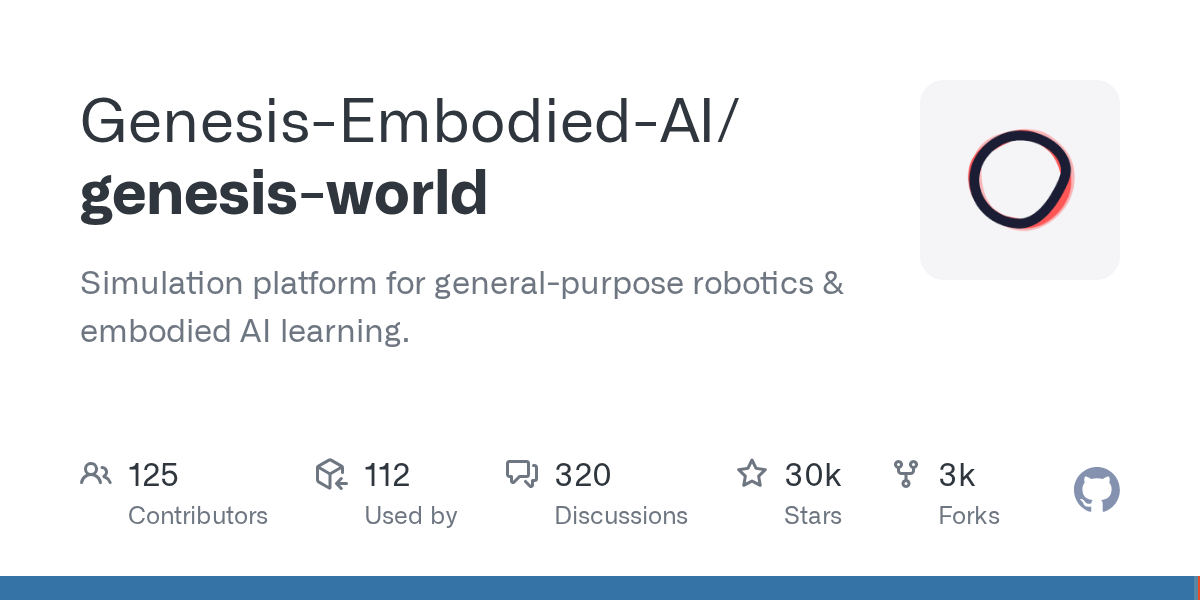 Genesis-Embodied-AI/
genesis-world
Simulation platform for general-purpose robotics &
embodied AI learning.
125
Contributors
112
Used by
320
Discussions
30k
Stars
3k
Forks